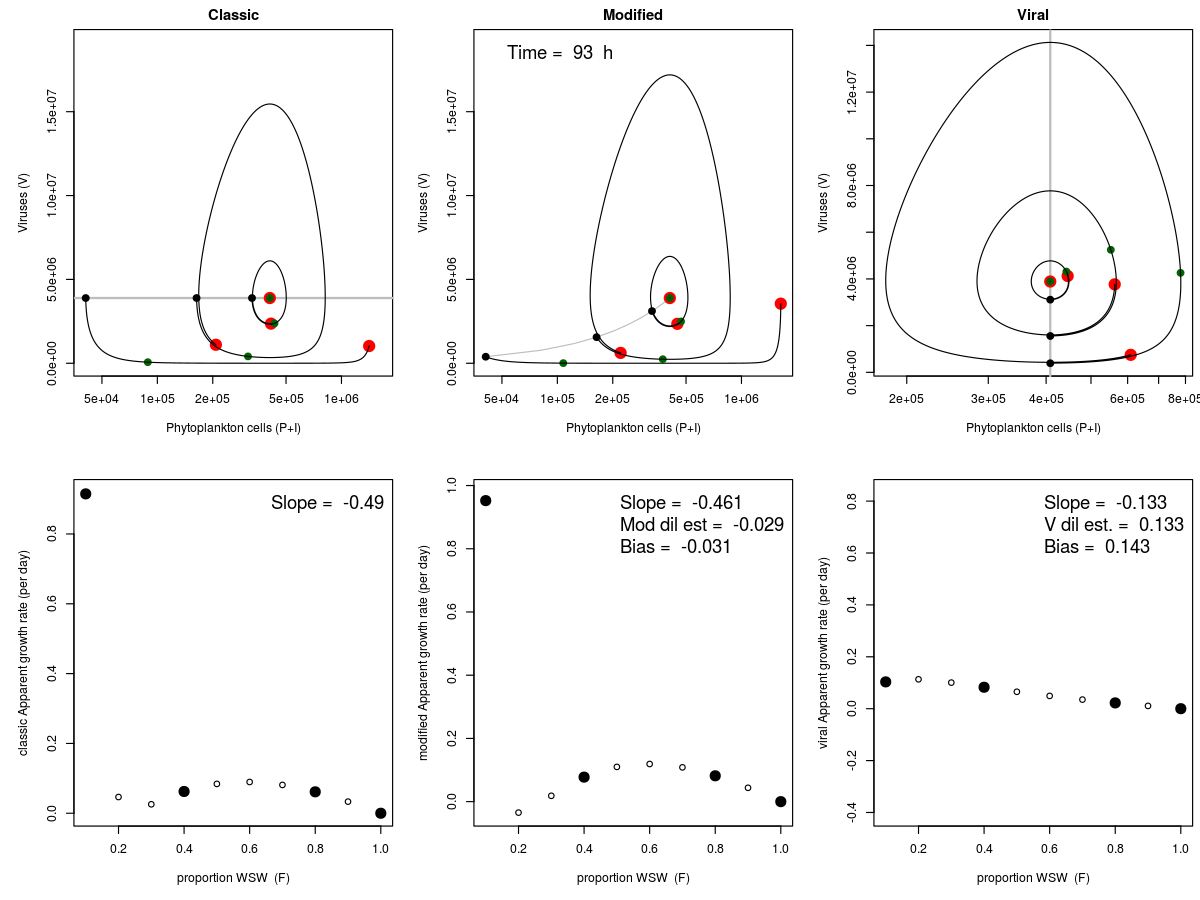 Classic
Modified
Viral
Time =  93  h
Viruses (V)
0.0e+00
5.0e+06
1.0e+07
1.5e+07
5e+04
1e+05
2e+05
5e+05
1e+06
Phytoplankton cells (P+I)
Viruses (V)
0.0e+00
5.0e+06
1.0e+07
1.5e+07
5e+04
1e+05
2e+05
5e+05
1e+06
Phytoplankton cells (P+I)
Viruses (V)
0.0e+00
4.0e+06
8.0e+06
1.2e+07
2e+05
3e+05
4e+05
6e+05
8e+05
Phytoplankton cells (P+I)
Slope =  -0.49
classic Apparent growth rate (per day)
0.0
0.2
0.4
0.6
0.8
0.2
0.4
0.6
0.8
1.0
proportion WSW  (F)
Slope =  -0.461
Mod dil est =  -0.029
Bias =  -0.031
modified Apparent growth rate (per day)
0.0
0.2
0.4
0.6
0.8
1.0
0.2
0.4
0.6
0.8
1.0
proportion WSW  (F)
Slope =  -0.133
V dil est. =  0.133
Bias =  0.143
viral Apparent growth rate (per day)
-0.4
-0.2
0.0
0.2
0.4
0.6
0.8
0.2
0.4
0.6
0.8
1.0
proportion WSW  (F)